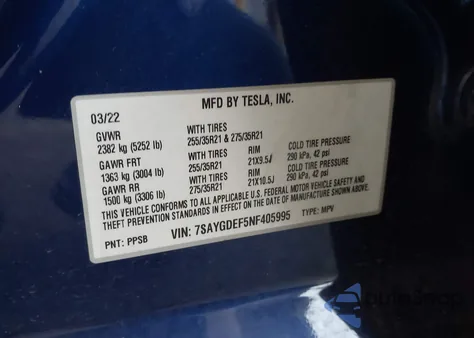 MFD BY TESLA, INC.
03/22
GVWR WITH TIRES
2382 kg (5252 lb) 255/35R21 & 275/35R21
GAWR FRT WITH TIRES RIM COLD TIRE PRESSURE
1363 kg (3004 lb) 255/35R21 21X9.5J 290 kPa, 42 psi
GAWR RR WITH TIRES RIM COLD TIRE PRESSURE
1500 kg (3306 lb) 275/35R21 21X10.5J 290 kPa, 42 psi
THIS VEHICLE CONFORMS TO ALL APPLICABLE U.S. FEDERAL MOTOR VEHICLE SAFETY AND
THEFT PREVENTION STANDARDS IN EFFECT ON THE DATE OF MANUFACTURE SHOWN ABOVE.
PNT: PPSB VIN: 7SAYGDEF5NF405995 TYPE: MPV